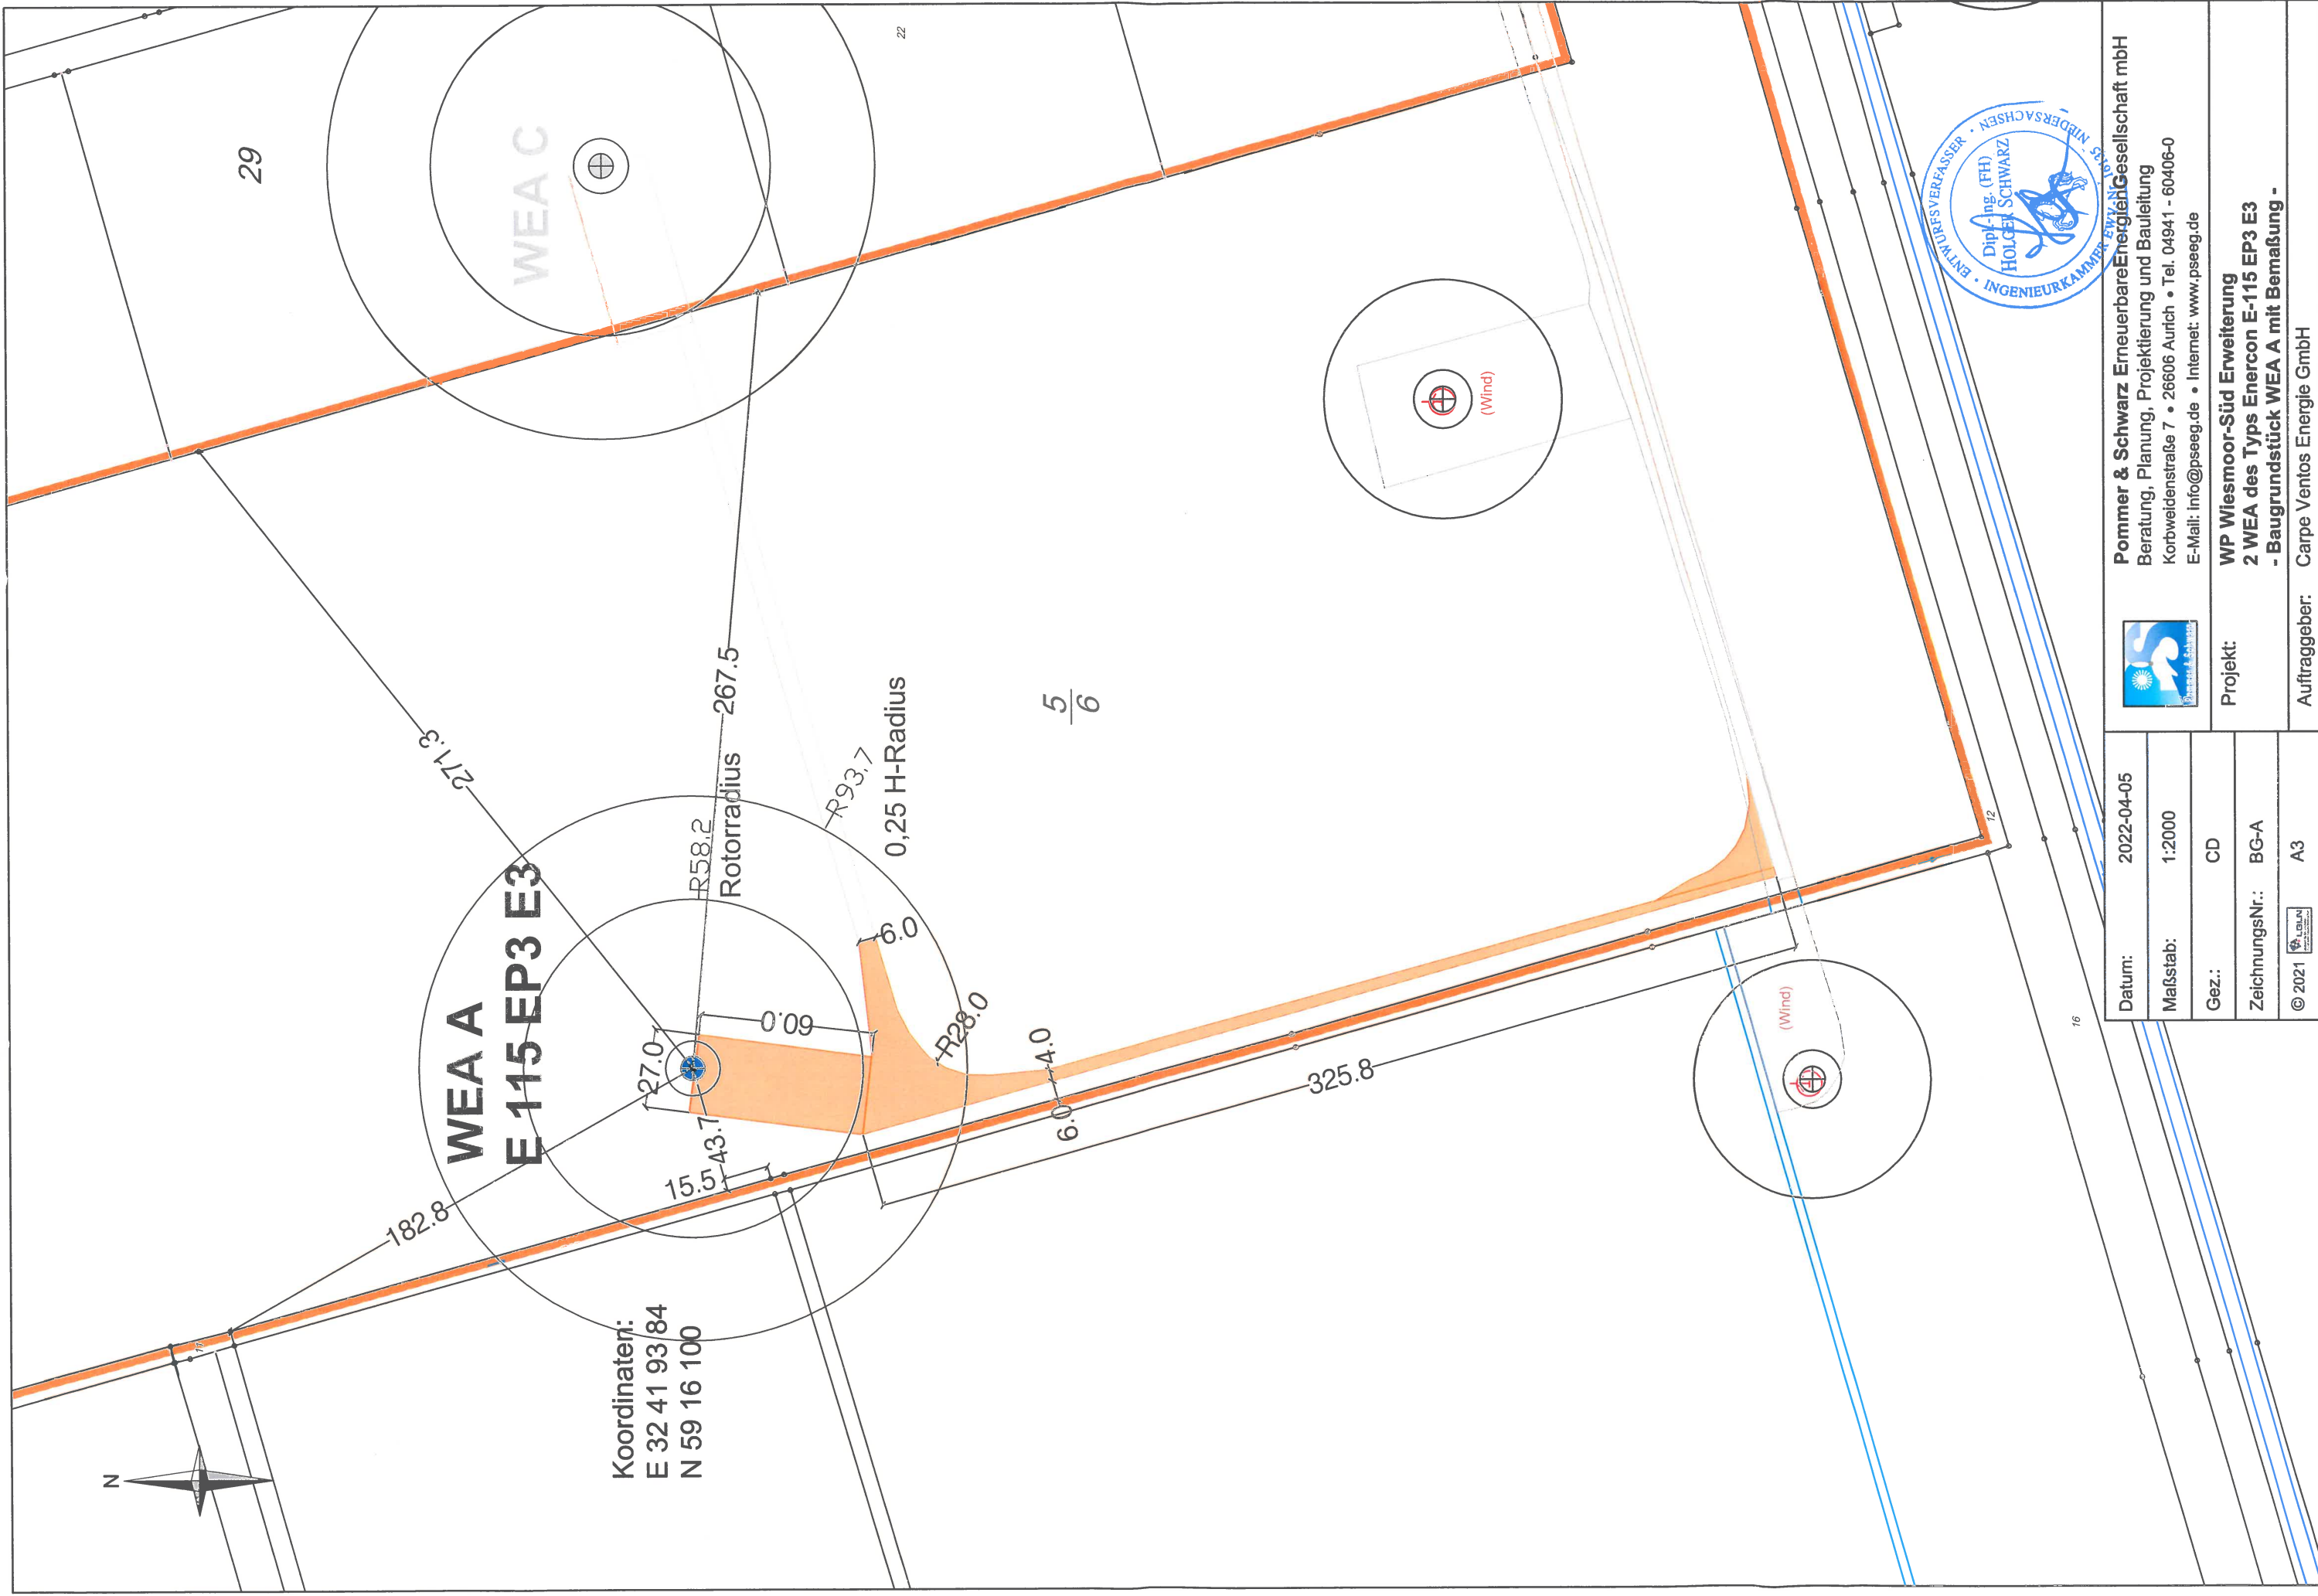 29
WEA C
22
271.3
R58,2
Rotorradius
267.5
WEA A
E 115 EP3 E3
R93,7
0,25 H-Radius
5
6
27.0
60.0
6.0
R28.0
182.8
43.7
15.5
4.0
6.0
325.8
(Wind)
(Wind)
Koordinaten:
E 32 41 93 84
N 59 16 100
N
12
16
ENTWURFSVERFASSER • NIEDERSACHSEN • INGENIEURKAMMER
Dipl.-Ing. (FH)
HOLGER SCHWARZ
Pommer & Schwarz ErneuerbareEnergienGesellschaft mbH
Beratung, Planung, Projektierung und Bauleitung
Korbweidenstraße 7 • 26606 Aurich • Tel. 04941 - 60406-0
E-Mail: info@pseeg.de • Internet: www.pseeg.de
Projekt:
WP Wiesmoor-Süd Erweiterung
2 WEA des Typs Enercon E-115 EP3 E3
- Baugrundstück WEA A mit Bemaßung -
Auftraggeber: Carpe Ventos Energie GmbH
Datum: 2022-04-05
Maßstab: 1:2000
Gez.: CD
ZeichnungsNr.: BG-A
© 2021 LGLN A3